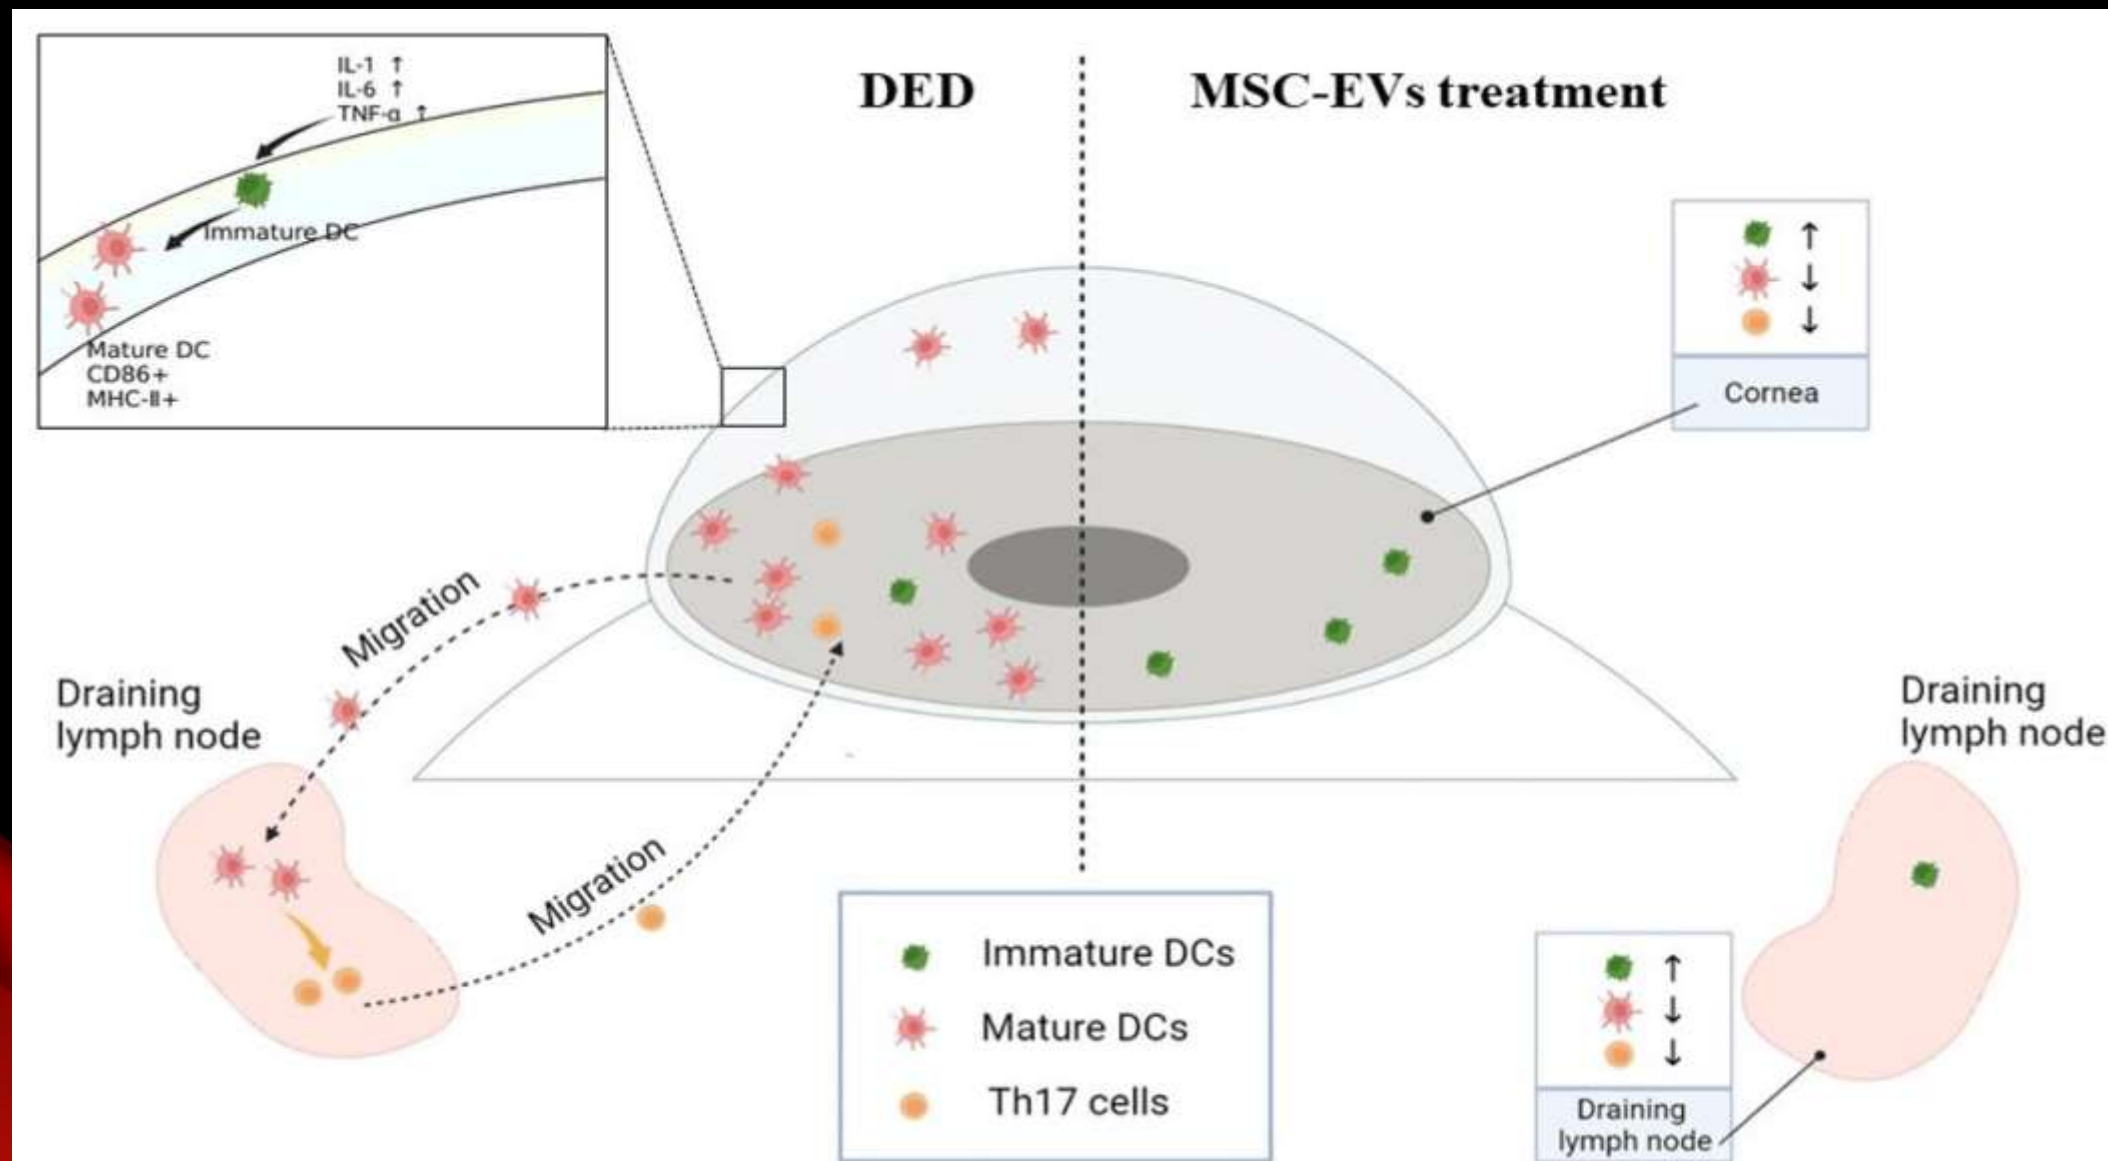 IL-1 ↑
IL-6 ↑
TNF-α ↑
Immature DC
Mature DC
CD86+
MHC-Ⅱ+
DED
MSC-EVs treatment
↑
↓
↓
Cornea
Migration
Draining
lymph node
Migration
Immature DCs
Mature DCs
Th17 cells
Draining
lymph node
↑
↓
↓
Draining
lymph node